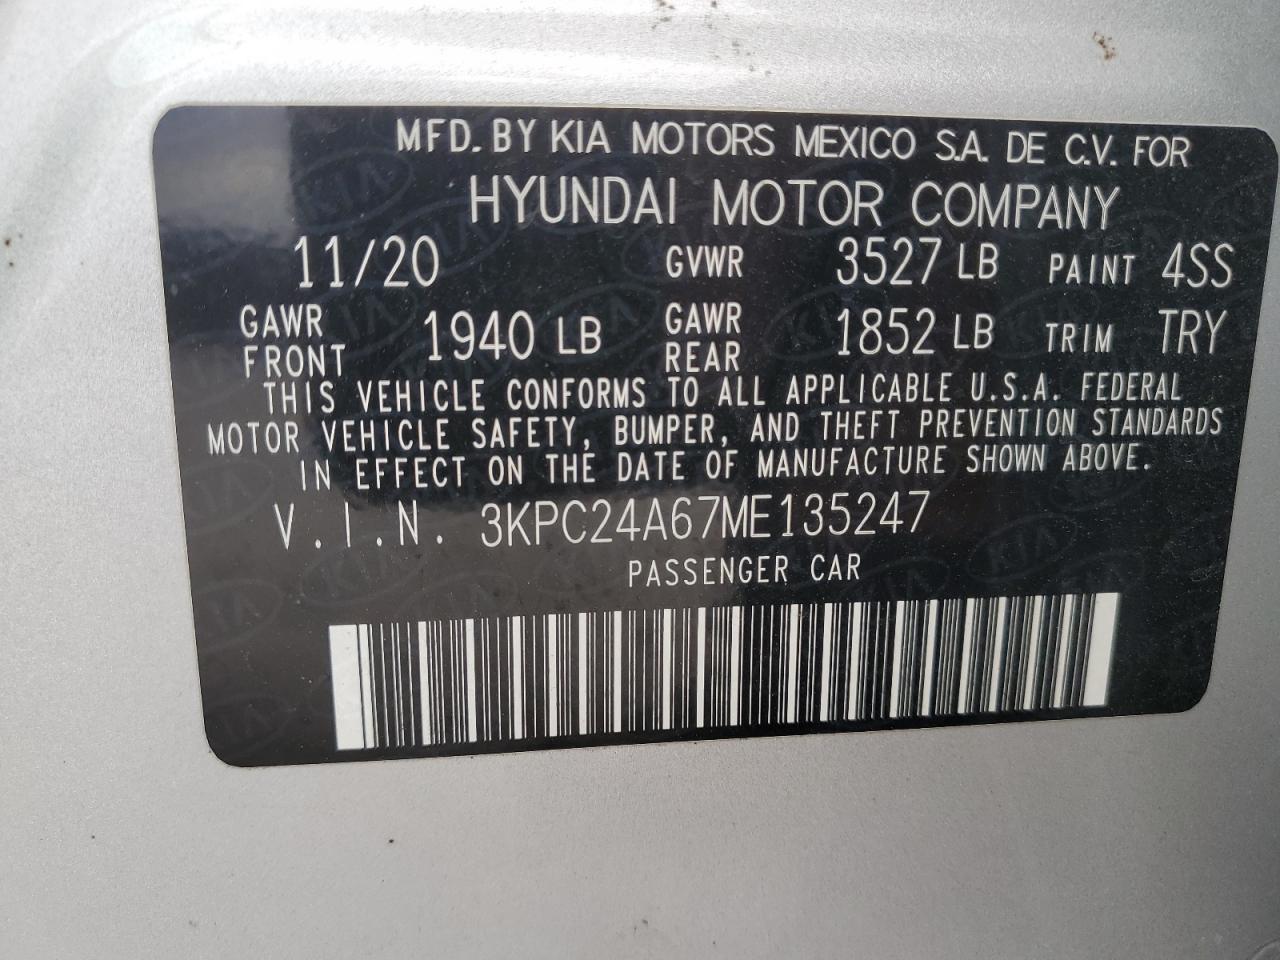 MFD. BY KIA MOTORS MEXICO S.A. DE C.V. FOR
HYUNDAI MOTOR COMPANY
11/20 GVWR 3527 LB PAINT 4SS
GAWR FRONT 1940 LB GAWR REAR 1852 LB TRIM TRY
THIS VEHICLE CONFORMS TO ALL APPLICABLE U.S.A. FEDERAL
MOTOR VEHICLE SAFETY, BUMPER, AND THEFT PREVENTION STANDARDS
IN EFFECT ON THE DATE OF MANUFACTURE SHOWN ABOVE.
V.I.N. 3KPC24A67ME135247
PASSENGER CAR